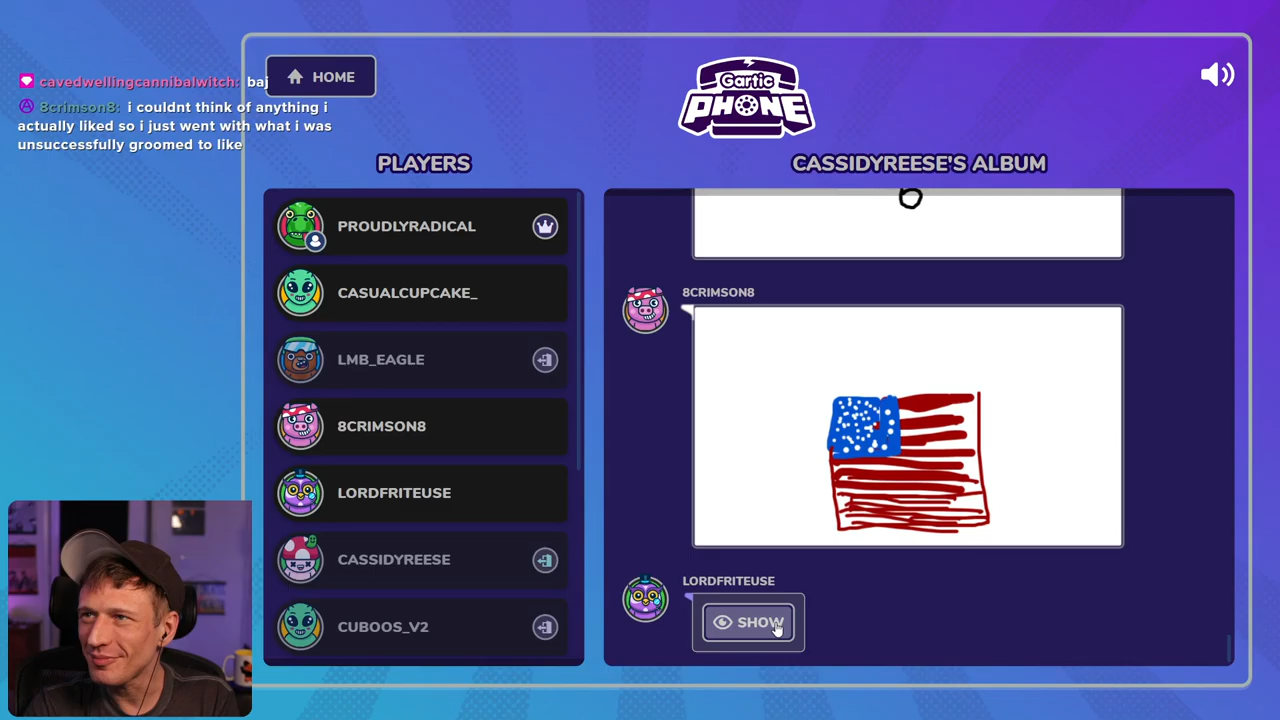 cavedwellingcannibalwitch: baj
8crimson8: i couldnt think of anything i
actually liked so i just went with what i was
unsuccessfully groomed to like
HOME
Gartic
PHONE
PLAYERS
PROUDLYRADICAL
CASUALCUPCAKE_
LMB_EAGLE
8CRIMSON8
LORDFRITEUSE
CASSIDYREESE
CUBOOS_V2
CASSIDYREESE'S ALBUM
8CRIMSON8
LORDFRITEUSE
SHOW